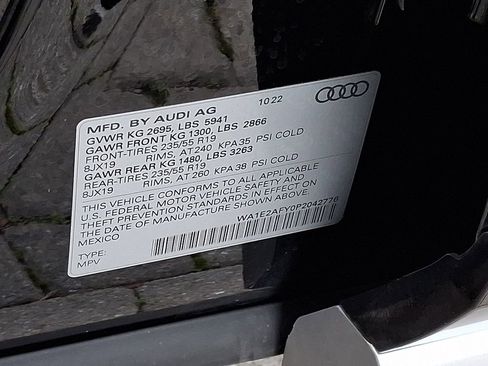 MFD. BY AUDI AG 10 22
GVWR KG 2695, LBS 5941
GAWR FRONT KG 1300, LBS 2866
FRONT-TIRES 235/55 R19
8JX19 RIMS, AT 240 KPA 35 PSI COLD
GAWR REAR KG 1480, LBS 3263
REAR-TIRES 235/55 R19
8JX19 RIMS, AT 260 KPA 38 PSI COLD
THIS VEHICLE CONFORMS TO ALL APPLICABLE
U.S. FEDERAL MOTOR VEHICLE SAFETY AND
THEFT PREVENTION STANDARDS IN EFFECT ON
THE DATE OF MANUFACTURE SHOWN ABOVE
MEXICO
WA1E2AFY0P2042776
TYPE:
MPV